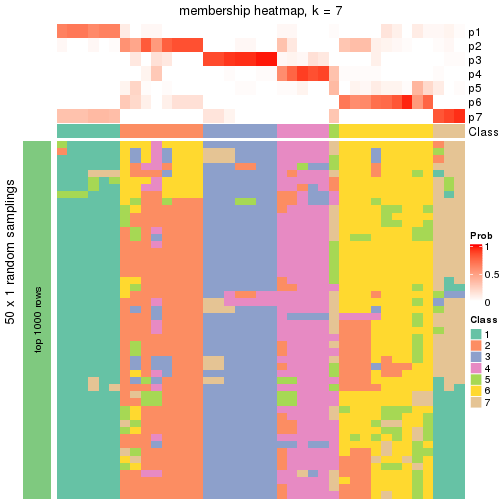 membership heatmap, k = 7
p1
p2
p3
p4
p5
p6
p7
Class
50 x 1 random samplings
top 1000 rows
Prob
1
0.5
0
Class
1
2
3
4
5
6
7